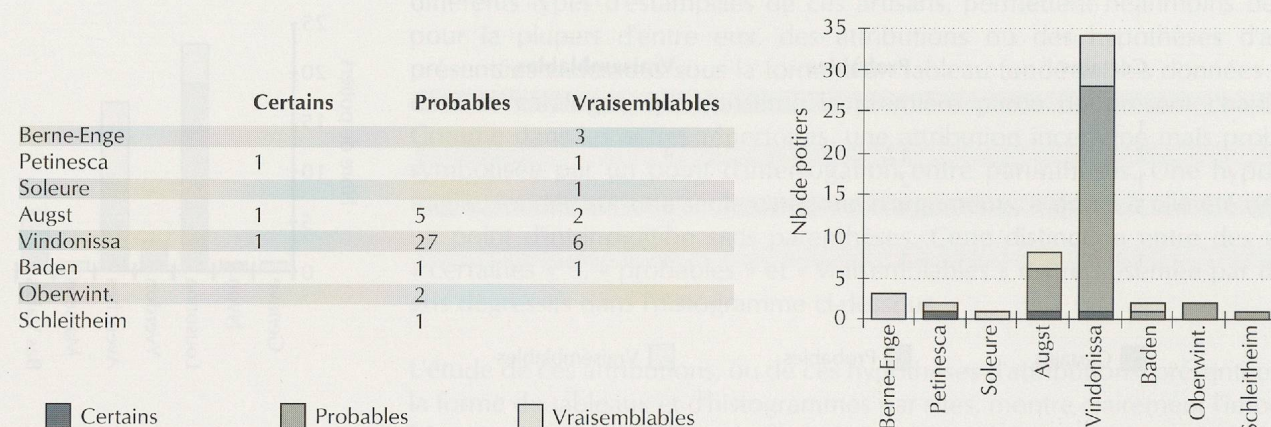 Certains Probables Vraisemblables
Berne-Enge 3
Petinesca 1 1
Soleure 1
Augst 1 5 2
Vindonissa 1 27 6
Baden 1 1
Oberwint. 2
Schleitheim 1
Certains Probables Vraisemblables
Nb de potiers
35
30
25
20
15
10
5
0
Berne-Enge
Petinesca
Soleure
Augst
Vindonissa
Baden
Oberwint.
Schleitheim